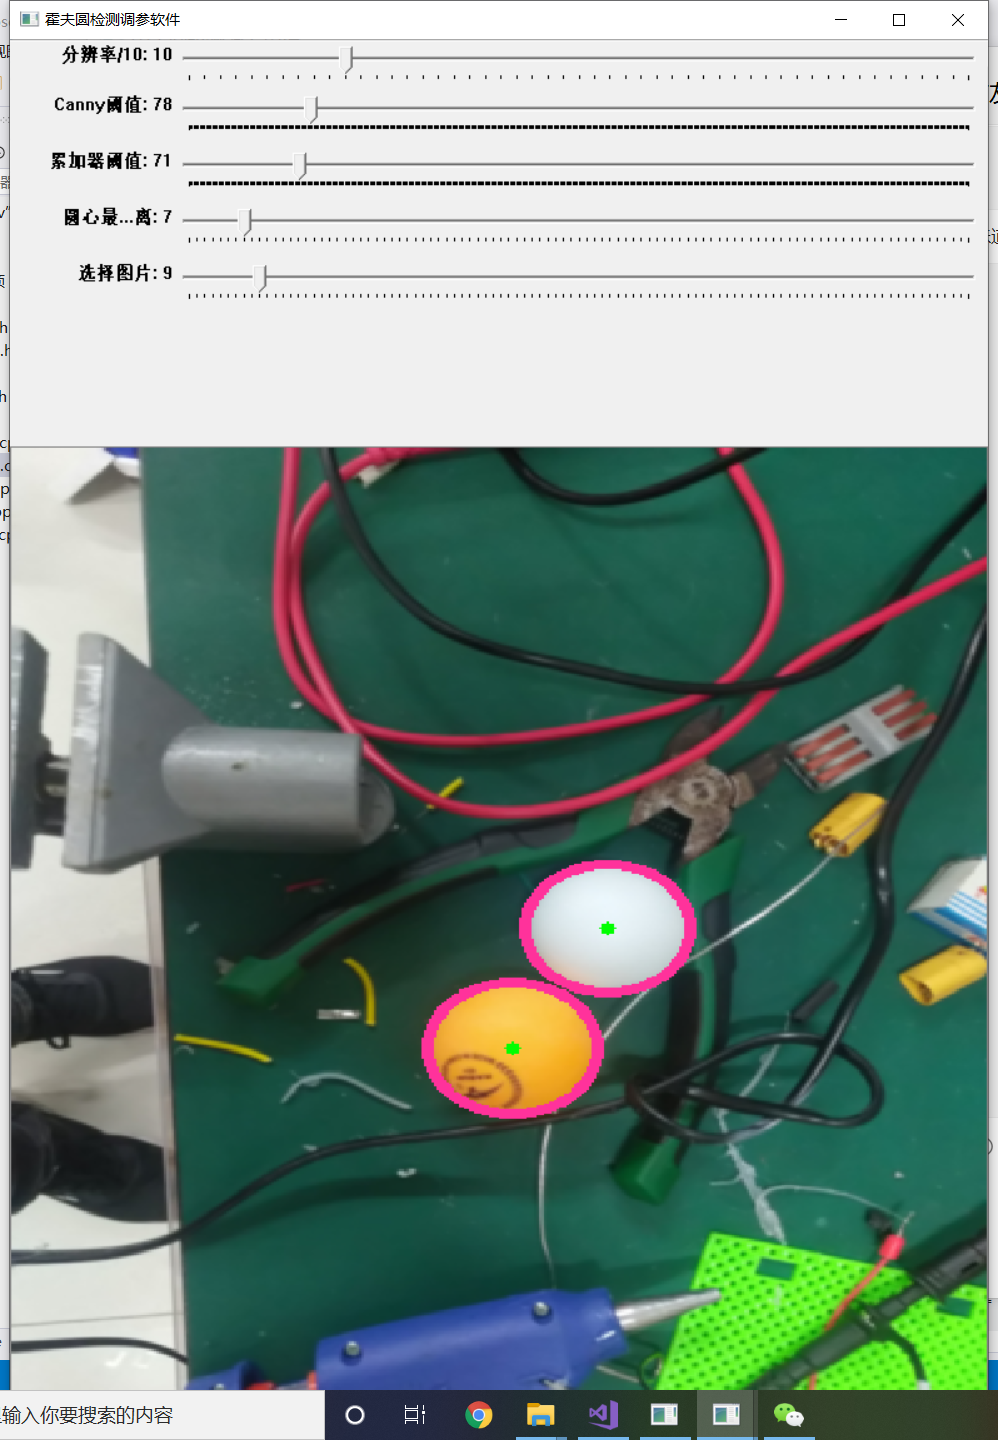 霍夫圆检测调参软件
分辨率/10: 10
Canny阈值: 78
累加器阈值: 71
圆心最...离: 7
选择图片: 9
输入你要搜索的内容